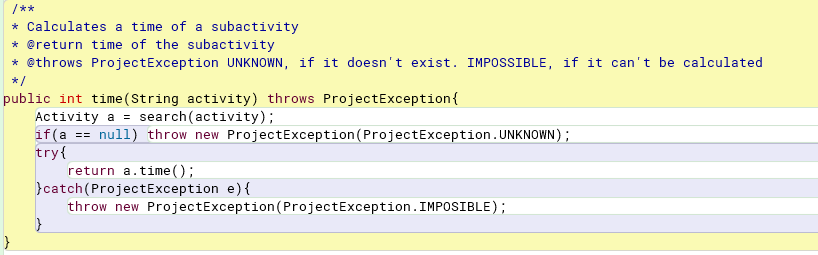 /**
 * Calculates a time of a subactivity
 * @return time of the subactivity
 * @throws ProjectException UNKNOWN, if it doesn't exist. IMPOSSIBLE, if it can't be calculated
 */
public int time(String activity) throws ProjectException{
    Activity a = search(activity);
    if(a == null) throw new ProjectException(ProjectException.UNKNOWN);
    try{
        return a.time();
    }catch(ProjectException e){
        throw new ProjectException(ProjectException.IMPOSIBLE);
    }
}